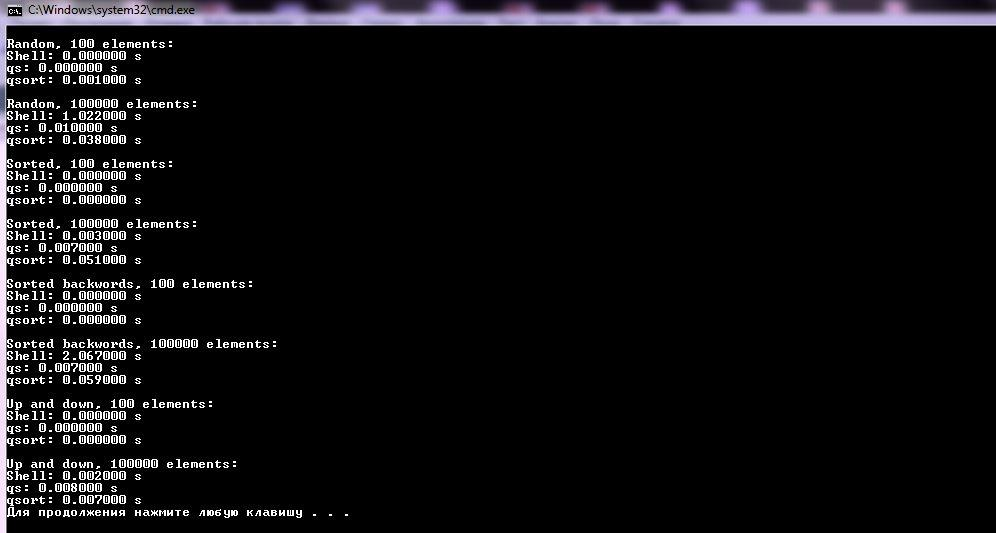 C:\Windows\system32\cmd.exe
Random, 100 elements:
Shell: 0.000000 s
qs: 0.000000 s
qsort: 0.001000 s
Random, 100000 elements:
Shell: 1.022000 s
qs: 0.010000 s
qsort: 0.038000 s
Sorted, 100 elements:
Shell: 0.000000 s
qs: 0.000000 s
qsort: 0.000000 s
Sorted, 100000 elements:
Shell: 0.003000 s
qs: 0.007000 s
qsort: 0.051000 s
Sorted backwords, 100 elements:
Shell: 0.000000 s
qs: 0.000000 s
qsort: 0.000000 s
Sorted backwords, 100000 elements:
Shell: 2.067000 s
qs: 0.007000 s
qsort: 0.059000 s
Up and down, 100 elements:
Shell: 0.000000 s
qs: 0.000000 s
qsort: 0.000000 s
Up and down, 100000 elements:
Shell: 0.002000 s
qs: 0.008000 s
qsort: 0.007000 s
Для продолжения нажмите любую клавишу . . .